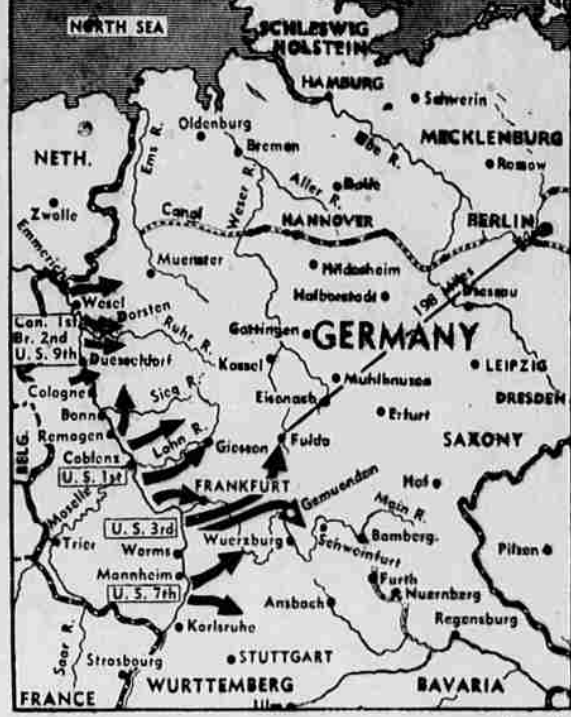 NORTH SEA
SCHLESWIG
HOLSTEIN
HAMBURG
Schwerin
Oldenburg
MECKLENBURG
Bremen
Elbe R.
Rossow
NETH.
Ems R.
Weser R.
Aller R.
Zwolle
Canal
HANNOVER
BERLIN
Emmerich
Muenster
Hildesheim
198 Miles
Wesel
Halberstadt
Dessau
Dorsten
Can. 1st
Br. 2nd
U. S. 9th
Ruhr R.
Gottingen
GERMANY
Duesseldorf
Kassel
Muhlhausen
LEIPZIG
Cologne
Sieg R.
Eisenach
DRESDEN
Bonn
Erfurt
Remagen
Lahn R.
Giessen
Fulda
SAXONY
BELG.
Coblenz
U. S. 1st
FRANKFURT
Hof
Moselle
Gemuenden
Main R.
U. S. 3rd
Trier
Worms
Wuerzburg
Schweinfurt
Bamberg
Pilsen
Mannheim
U. S. 7th
Furth
Nuernberg
Ansbach
Karlsruhe
Regensburg
Saar R.
Strasbourg
STUTTGART
FRANCE
WURTTEMBERG
BAVARIA